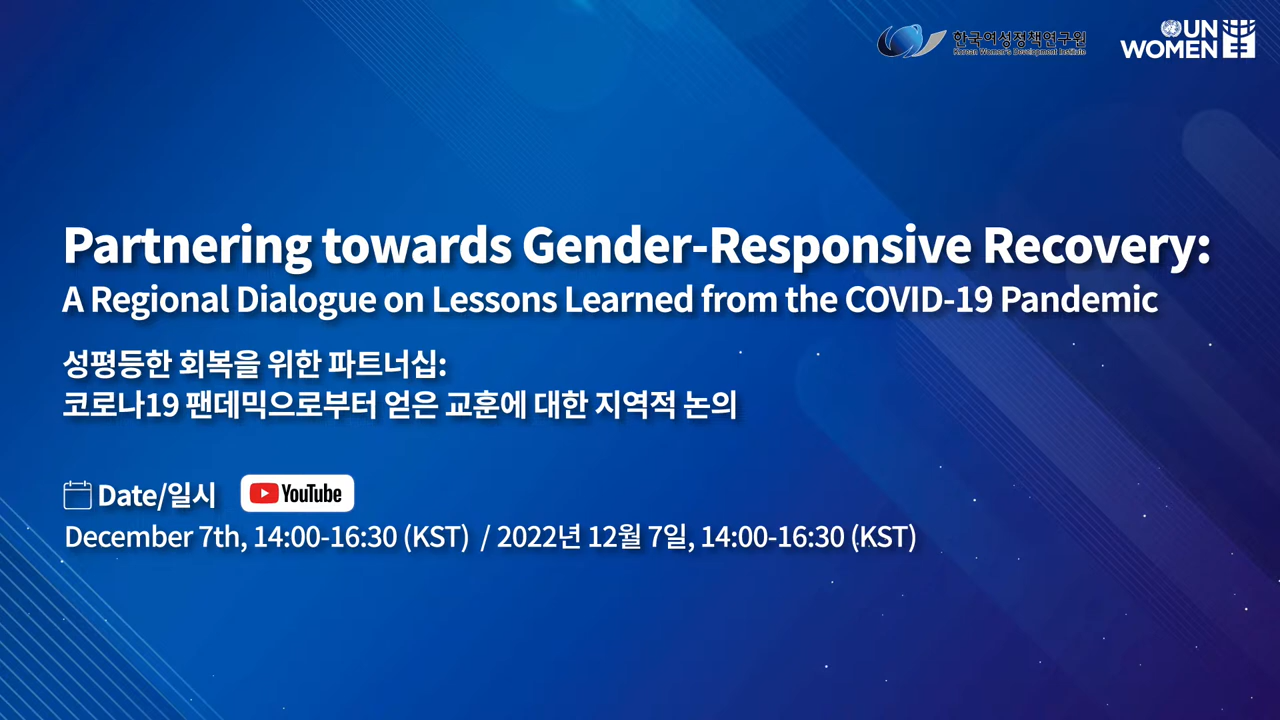 한국여성정책연구원
Korean Women's Development Institute
UN
WOMEN
Partnering towards Gender-Responsive Recovery:
A Regional Dialogue on Lessons Learned from the COVID-19 Pandemic
성평등한 회복을 위한 파트너십:
코로나19 팬데믹으로부터 얻은 교훈에 대한 지역적 논의
Date/일시 YouTube
December 7th, 14:00-16:30 (KST) / 2022년 12월 7일, 14:00-16:30 (KST)